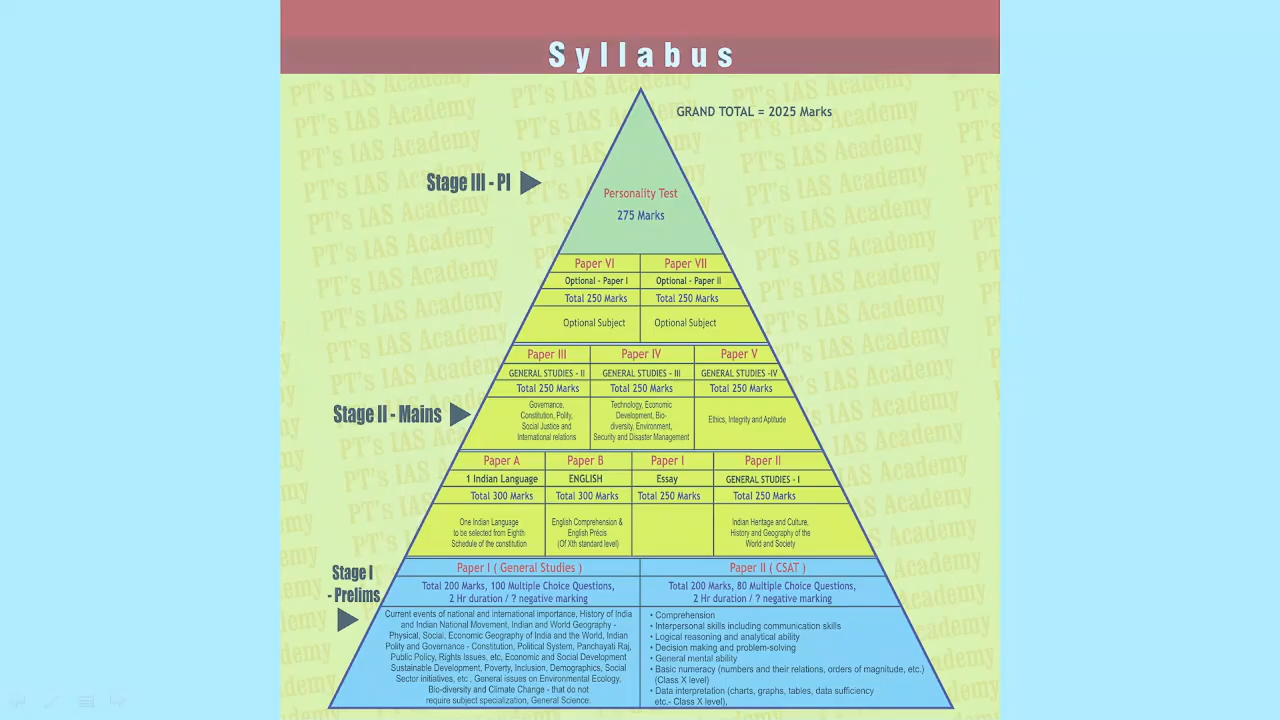 Syllabus
GRAND TOTAL = 2025 Marks
Stage III - PI
Personality Test
275 Marks
Paper VI
Paper VII
Optional - Paper I
Optional - Paper II
Total 250 Marks
Total 250 Marks
Optional Subject
Optional Subject
Stage II - Mains
Paper III
Paper IV
Paper V
GENERAL STUDIES - II
GENERAL STUDIES - III
GENERAL STUDIES -IV
Total 250 Marks
Total 250 Marks
Total 250 Marks
Governance,
Constitution, Polity,
Social Justice and
International relations
Technology, Economic
Development, Bio-
diversity, Environment,
Security and Disaster Management
Ethics, Integrity and Aptitude
Paper A
Paper B
Paper I
Paper II
1 Indian Language
ENGLISH
Essay
GENERAL STUDIES - I
Total 300 Marks
Total 300 Marks
Total 250 Marks
Total 250 Marks
One Indian Language
to be selected from Eighth
Schedule of the constitution
English Comprehension &
English Précis
(Of Xth standard level)
Indian Heritage and Culture,
History and Geography of the
World and Society
Stage I
- Prelims
Paper I ( General Studies )
Total 200 Marks, 100 Multiple Choice Questions,
2 Hr duration / ? negative marking
Current events of national and international importance, History of India
and Indian National Movement, Indian and World Geography -
Physical, Social, Economic Geography of India and the World, Indian
Polity and Governance - Constitution, Political System, Panchayati Raj,
Public Policy, Rights Issues, etc, Economic and Social Development
Sustainable Development, Poverty, Inclusion, Demographics, Social
Sector initiatives, etc , General issues on Environmental Ecology,
Bio-diversity and Climate Change - that do not
require subject specialization, General Science.
Paper II ( CSAT )
Total 200 Marks, 80 Multiple Choice Questions,
2 Hr duration / ? negative marking
• Comprehension
• Interpersonal skills including communication skills
• Logical reasoning and analytical ability
• Decision making and problem-solving
• General mental ability
• Basic numeracy (numbers and their relations, orders of magnitude, etc.)
(Class X level)
• Data interpretation (charts, graphs, tables, data sufficiency
etc.- Class X level),
PT's IAS Academy